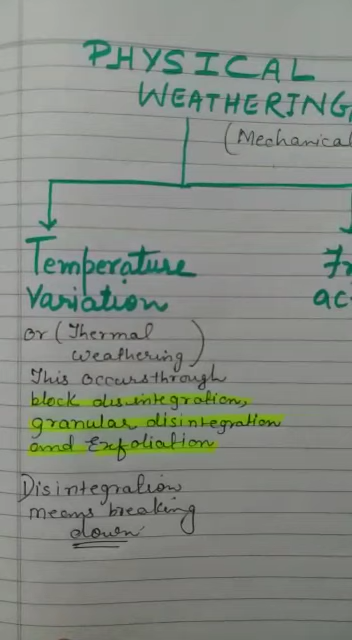 PHYSICAL
WEATHERING
(Mechanical
Temperature
Variation
or (Thermal
weathering)
This occurs through
block disintegration,
granular disintegration
and Exfoliation
Disintegration
means breaking
down